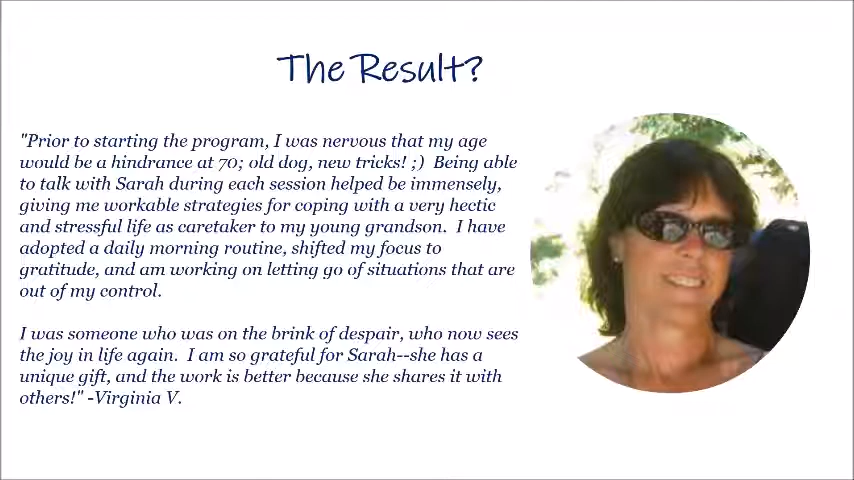 The Result?
"Prior to starting the program, I was nervous that my age
would be a hindrance at 70; old dog, new tricks! ;)  Being able
to talk with Sarah during each session helped be immensely,
giving me workable strategies for coping with a very hectic
and stressful life as caretaker to my young grandson.  I have
adopted a daily morning routine, shifted my focus to
gratitude, and am working on letting go of situations that are
out of my control.
I was someone who was on the brink of despair, who now sees
the joy in life again.  I am so grateful for Sarah--she has a
unique gift, and the work is better because she shares it with
others!" -Virginia V.